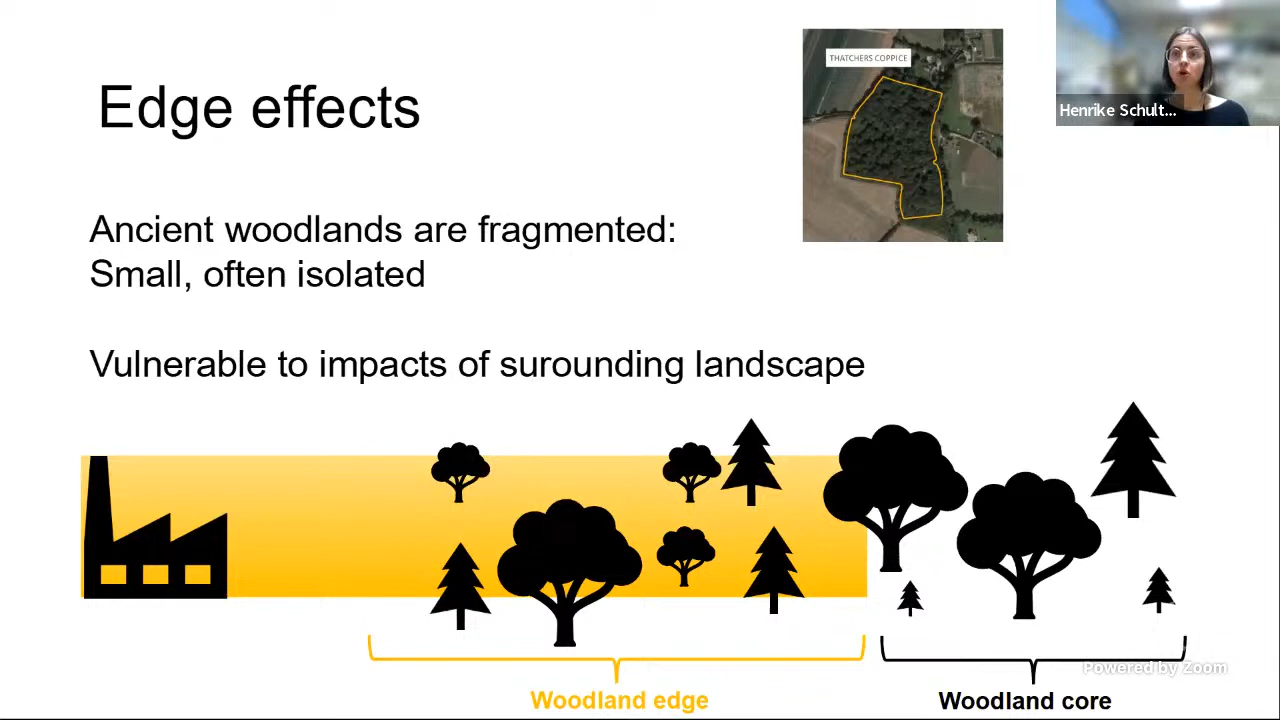 Edge effects
THATCHERS COPPICE
Henrike Schult...
Ancient woodlands are fragmented:
Small, often isolated
Vulnerable to impacts of surounding landscape
Woodland edge
Woodland core
Powered by Zoom